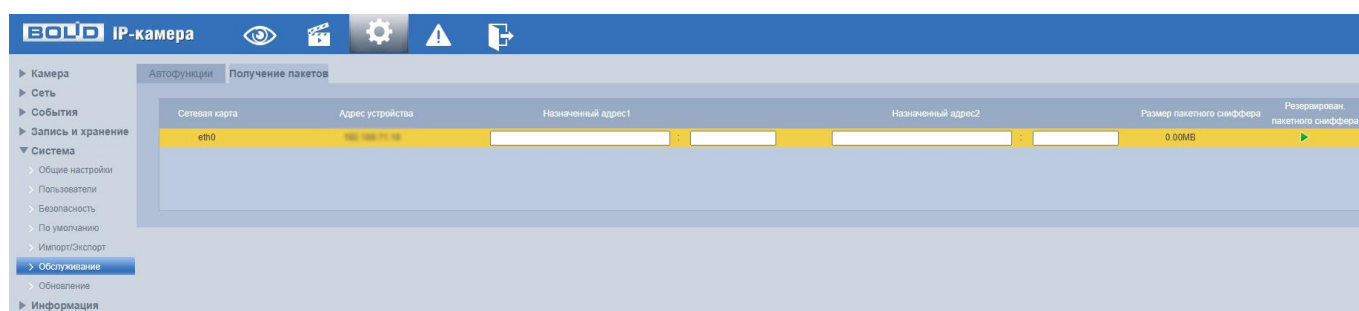 BOLID IP-камера
Камера
Сеть
События
Запись и хранение
Система
Общие настройки
Пользователи
Безопасность
По умолчанию
Импорт/Экспорт
Обслуживание
Обновление
Информация
Автофункции Получение пакетов
Сетевая карта Адрес устройства Назначенный адрес1 Назначенный адрес2 Размер пакетного сниффера Резервирован.
пакетного сниффера
eth0 : : 0.00MB